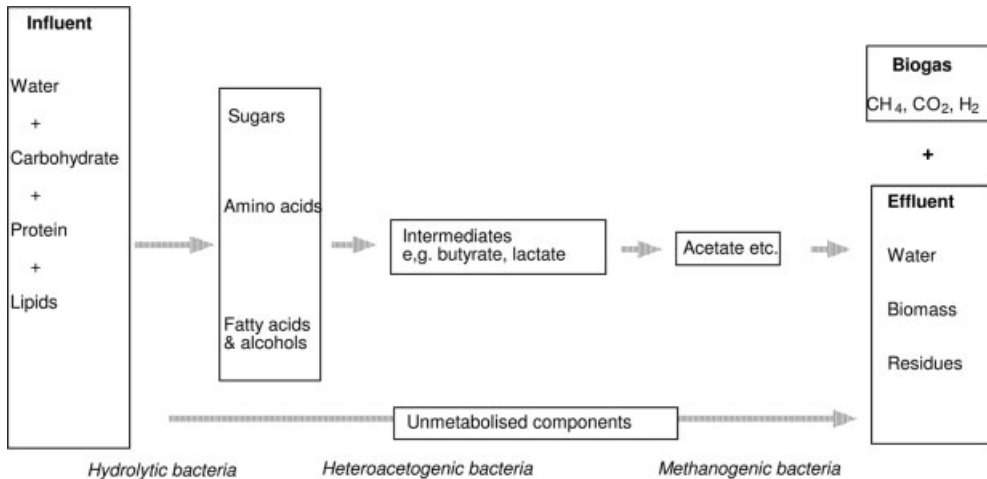 Influent
Water
+
Carbohydrate
+
Protein
+
Lipids
Sugars
Amino acids
Fatty acids
& alcohols
Intermediates
e,g. butyrate, lactate
Acetate etc.
Biogas
CH₄, CO₂, H₂
+
Effluent
Water
Biomass
Residues
Unmetabolised components
Hydrolytic bacteria
Heteroacetogenic bacteria
Methanogenic bacteria